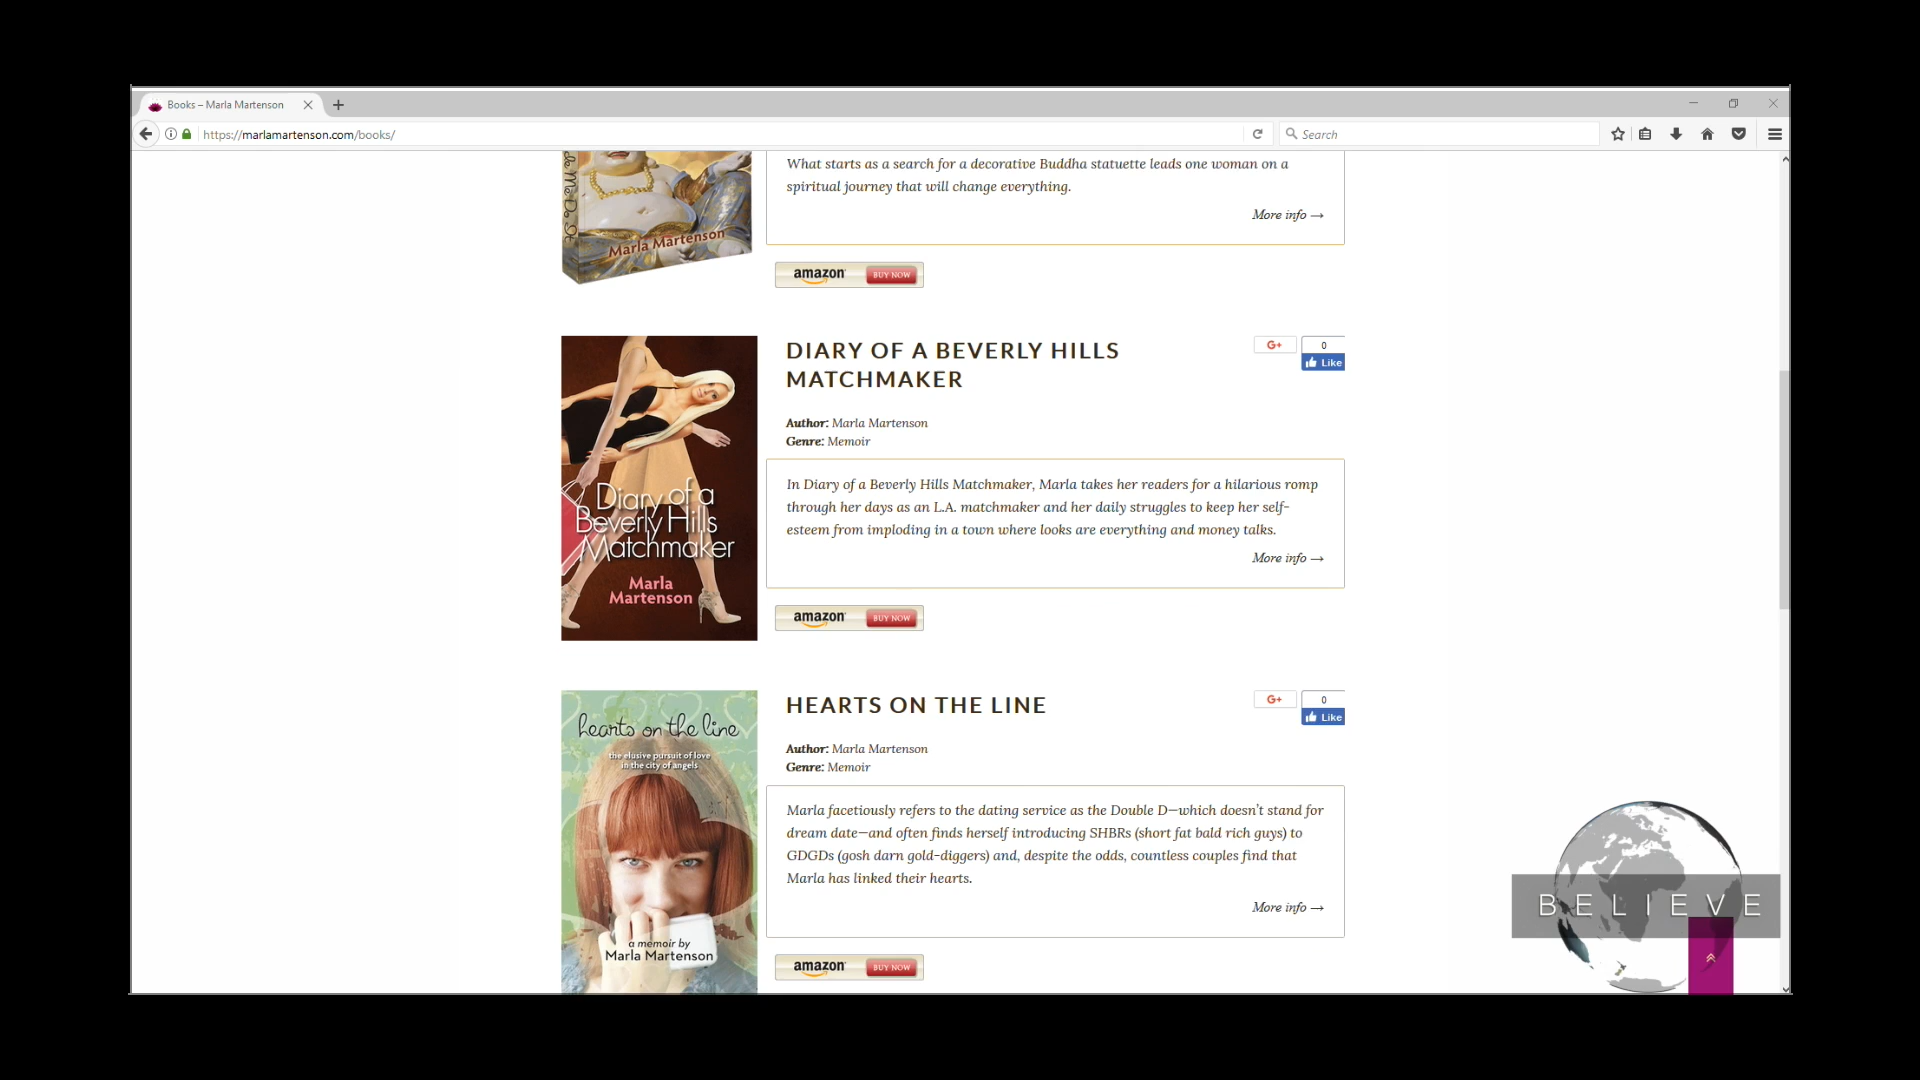 Books – Marla Martenson
https://marlamartenson.com/books/
Search
What starts as a search for a decorative Buddha statuette leads one woman on a
spiritual journey that will change everything.
More info →
Marla Martenson
amazon BUY NOW
DIARY OF A BEVERLY HILLS
MATCHMAKER
G+
0
Like
Author: Marla Martenson
Genre: Memoir
In Diary of a Beverly Hills Matchmaker, Marla takes her readers for a hilarious romp
through her days as an L.A. matchmaker and her daily struggles to keep her self-
esteem from imploding in a town where looks are everything and money talks.
More info →
Diary of a
Beverly Hills
Matchmaker
Marla
Martenson
amazon BUY NOW
HEARTS ON THE LINE
G+
0
Like
hearts on the line
the elusive pursuit of love
in the city of angels
Author: Marla Martenson
Genre: Memoir
Marla facetiously refers to the dating service as the Double D—which doesn't stand for
dream date—and often finds herself introducing SHBRs (short fat bald rich guys) to
GDGDs (gosh darn gold-diggers) and, despite the odds, countless couples find that
Marla has linked their hearts.
More info →
a memoir by
Marla Martenson
amazon BUY NOW
BELIEVE